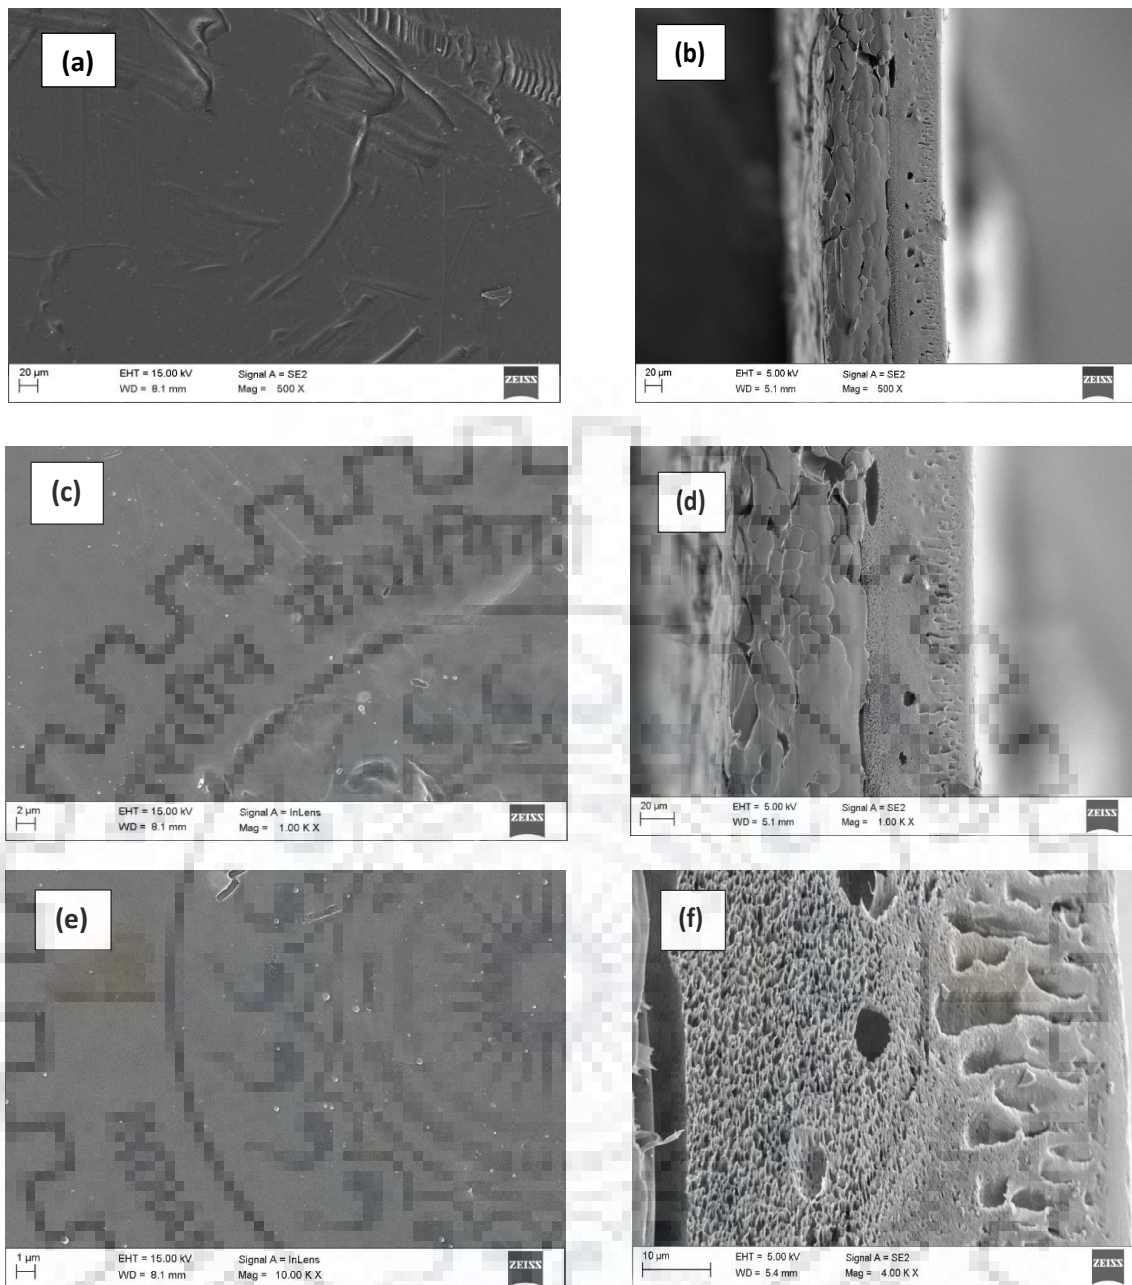 (a)
20 µm EHT = 15.00 kV Signal A = SE2
WD = 8.1 mm Mag = 500 X
ZEISS
(b)
20 µm EHT = 5.00 kV Signal A = SE2
WD = 5.1 mm Mag = 500 X
ZEISS
(c)
2 µm EHT = 15.00 kV Signal A = InLens
WD = 8.1 mm Mag = 1.00 K X
ZEISS
(d)
20 µm EHT = 5.00 kV Signal A = SE2
WD = 5.1 mm Mag = 1.00 K X
ZEISS
(e)
1 µm EHT = 15.00 kV Signal A = InLens
WD = 8.1 mm Mag = 10.00 K X
ZEISS
(f)
10 µm EHT = 5.00 kV Signal A = SE2
WD = 5.4 mm Mag = 4.00 K X
ZEISS